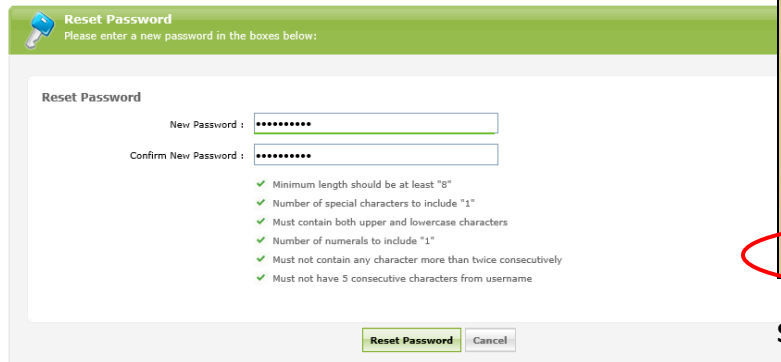 Reset Password
Please enter a new password in the boxes below:
Reset Password
New Password : ••••••••••
Confirm New Password : ••••••••••
✔ Minimum length should be at least "8"
✔ Number of special characters to include "1"
✔ Must contain both upper and lowercase characters
✔ Number of numerals to include "1"
✔ Must not contain any character more than twice consecutively
✔ Must not have 5 consecutive characters from username
Reset Password Cancel